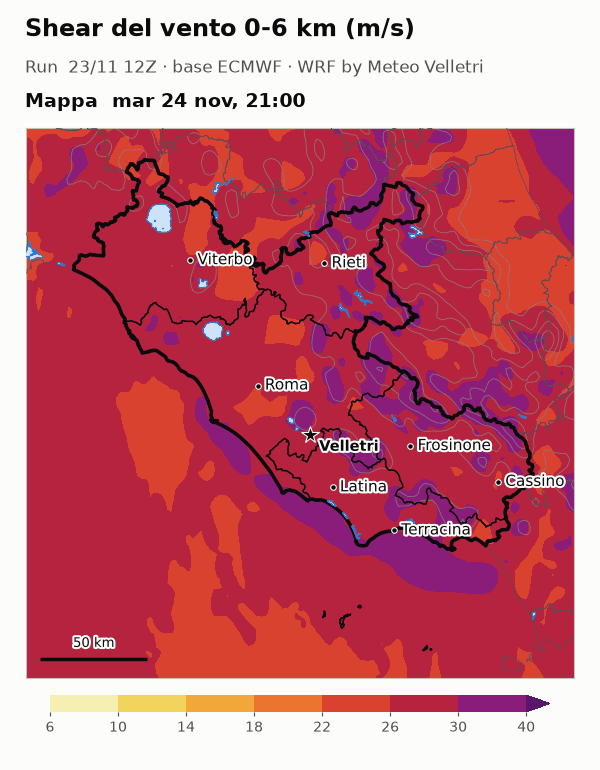 Shear del vento 0-6 km (m/s)
Run  23/11 12Z · base ECMWF · WRF by Meteo Velletri
Mappa  mar 24 nov, 21:00
Viterbo
Rieti
Roma
Velletri
Frosinone
Cassino
Latina
Terracina
50 km
6 10 14 18 22 26 30 40